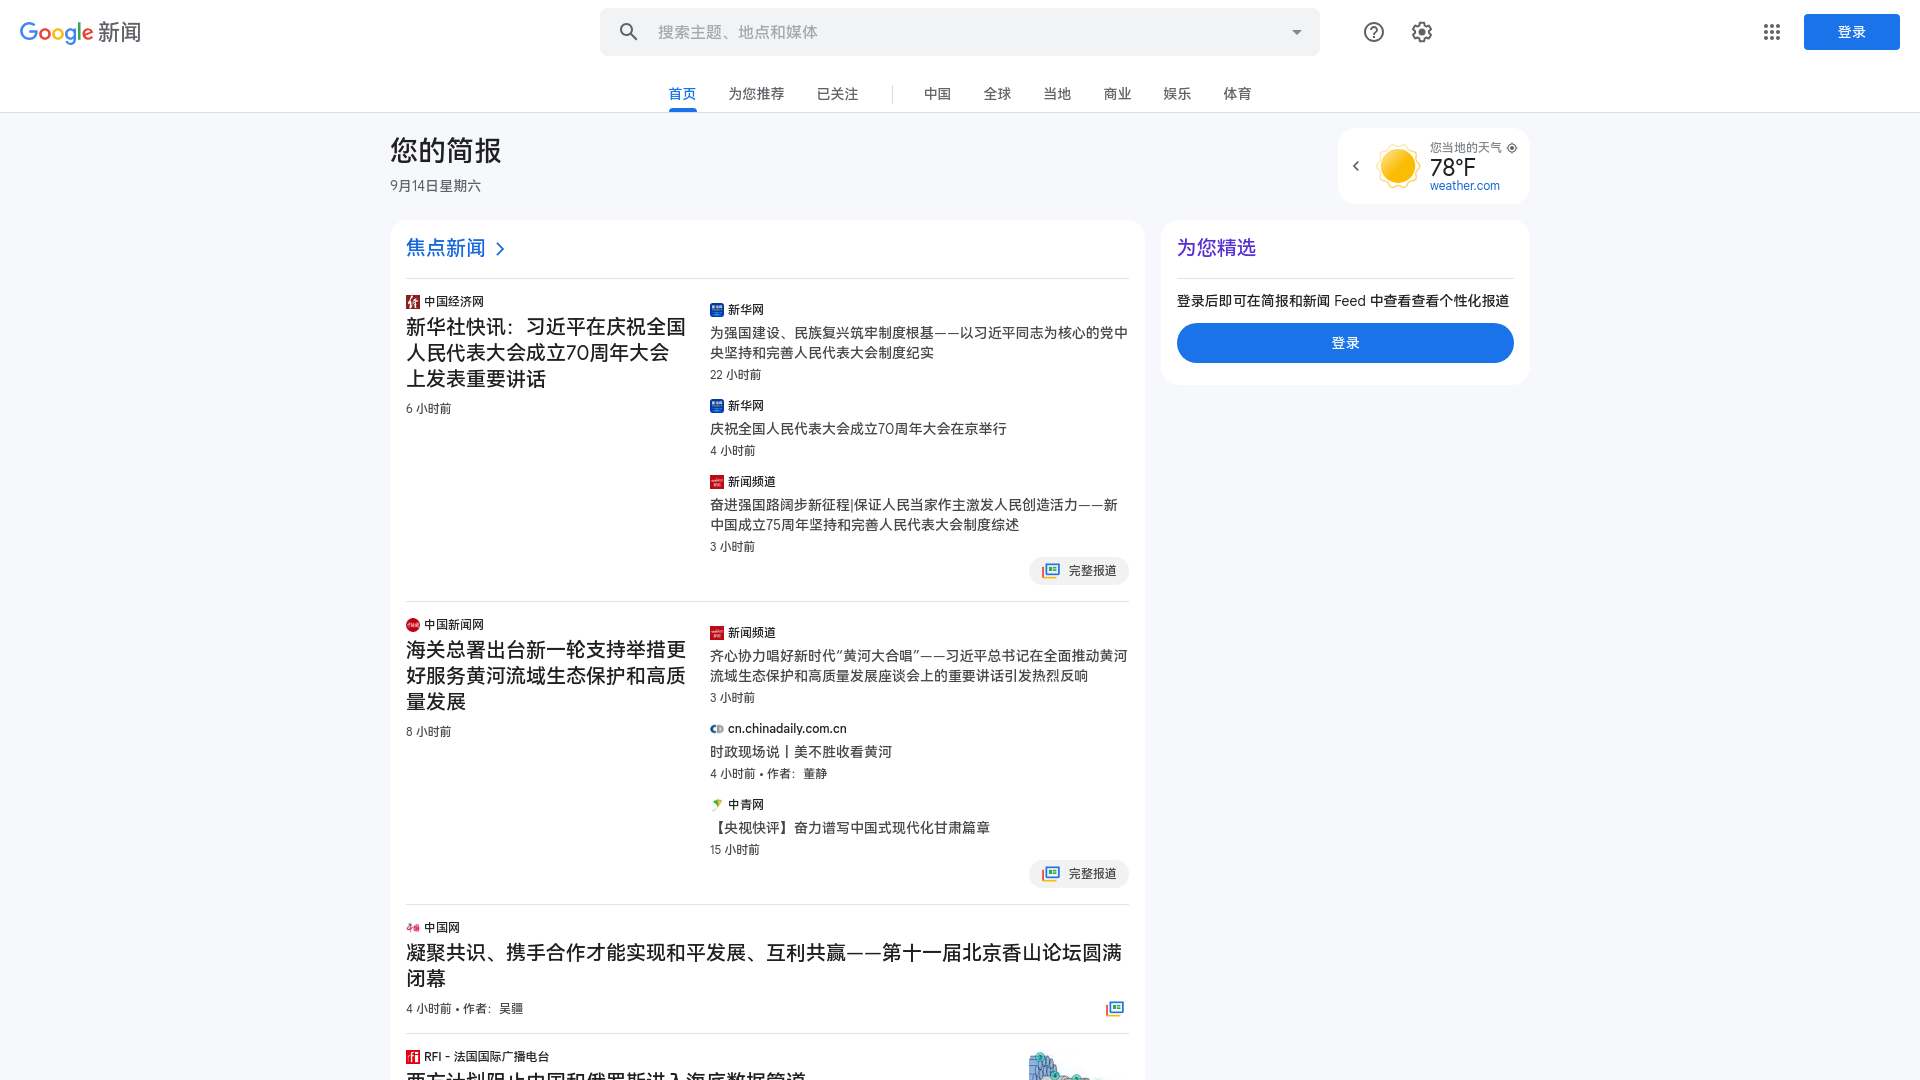 Google 新闻
搜索主题、地点和媒体
登录
首页
为您推荐
已关注
中国
全球
当地
商业
娱乐
体育
您的简报
9月14日星期六
您当地的天气
78°F
weather.com
焦点新闻
中国经济网
新华社快讯：习近平在庆祝全国
人民代表大会成立70周年大会
上发表重要讲话
6 小时前
新华网
为强国建设、民族复兴筑牢制度根基——以习近平同志为核心的党中
央坚持和完善人民代表大会制度纪实
22 小时前
新华网
庆祝全国人民代表大会成立70周年大会在京举行
4 小时前
新闻频道
奋进强国路阔步新征程|保证人民当家作主激发人民创造活力——新
中国成立75周年坚持和完善人民代表大会制度综述
3 小时前
完整报道
中国新闻网
海关总署出台新一轮支持举措更
好服务黄河流域生态保护和高质
量发展
8 小时前
新闻频道
齐心协力唱好新时代“黄河大合唱”——习近平总书记在全面推动黄河
流域生态保护和高质量发展座谈会上的重要讲话引发热烈反响
3 小时前
cn.chinadaily.com.cn
时政现场说丨美不胜收看黄河
4 小时前 • 作者：董静
中青网
【央视快评】奋力谱写中国式现代化甘肃篇章
15 小时前
完整报道
中国网
凝聚共识、携手合作才能实现和平发展、互利共赢——第十一届北京香山论坛圆满
闭幕
4 小时前 • 作者：吴疆
RFI - 法国国际广播电台
西方计划阻止中国和俄罗斯进入海底数据管道
为您精选
登录后即可在简报和新闻 Feed 中查看查看个性化报道
登录